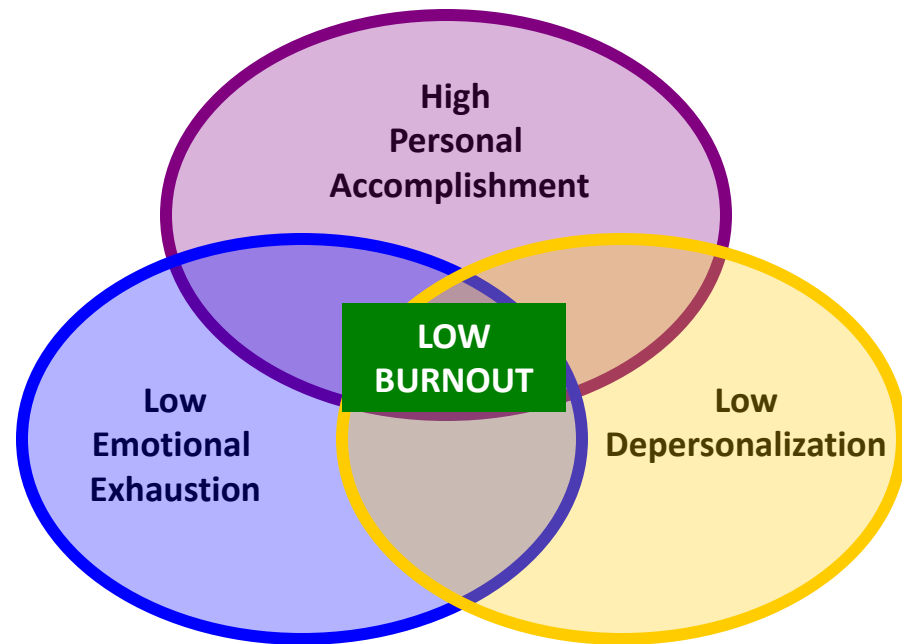 High
Personal
Accomplishment
LOW
BURNOUT
Low
Emotional
Exhaustion
Low
Depersonalization